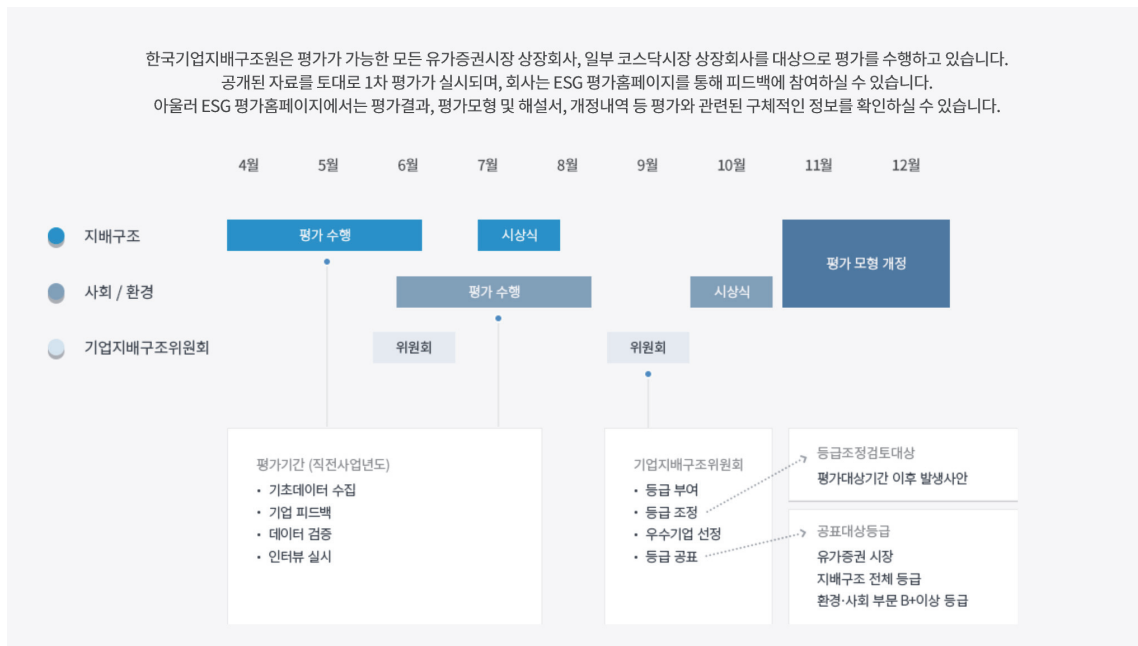 한국기업지배구조원은 평가가 가능한 모든 유가증권시장 상장회사, 일부 코스닥시장 상장회사를 대상으로 평가를 수행하고 있습니다.
공개된 자료를 토대로 1차 평가가 실시되며, 회사는 ESG 평가홈페이지를 통해 피드백에 참여하실 수 있습니다.
아울러 ESG 평가홈페이지에서는 평가결과, 평가모형 및 해설서, 개정내역 등 평가와 관련된 구체적인 정보를 확인하실 수 있습니다.
4월 5월 6월 7월 8월 9월 10월 11월 12월
지배구조 평가 수행 시상식
평가 모형 개정
사회 / 환경 평가 수행 시상식
기업지배구조위원회 위원회 위원회
평가기간 (직전사업년도)
• 기초데이터 수집
• 기업 피드백
• 데이터 검증
• 인터뷰 실시
기업지배구조위원회
• 등급 부여
• 등급 조정
• 우수기업 선정
• 등급 공표
등급조정검토대상
평가대상기간 이후 발생사안
공표대상등급
유가증권 시장
지배구조 전체 등급
환경·사회 부문 B+이상 등급